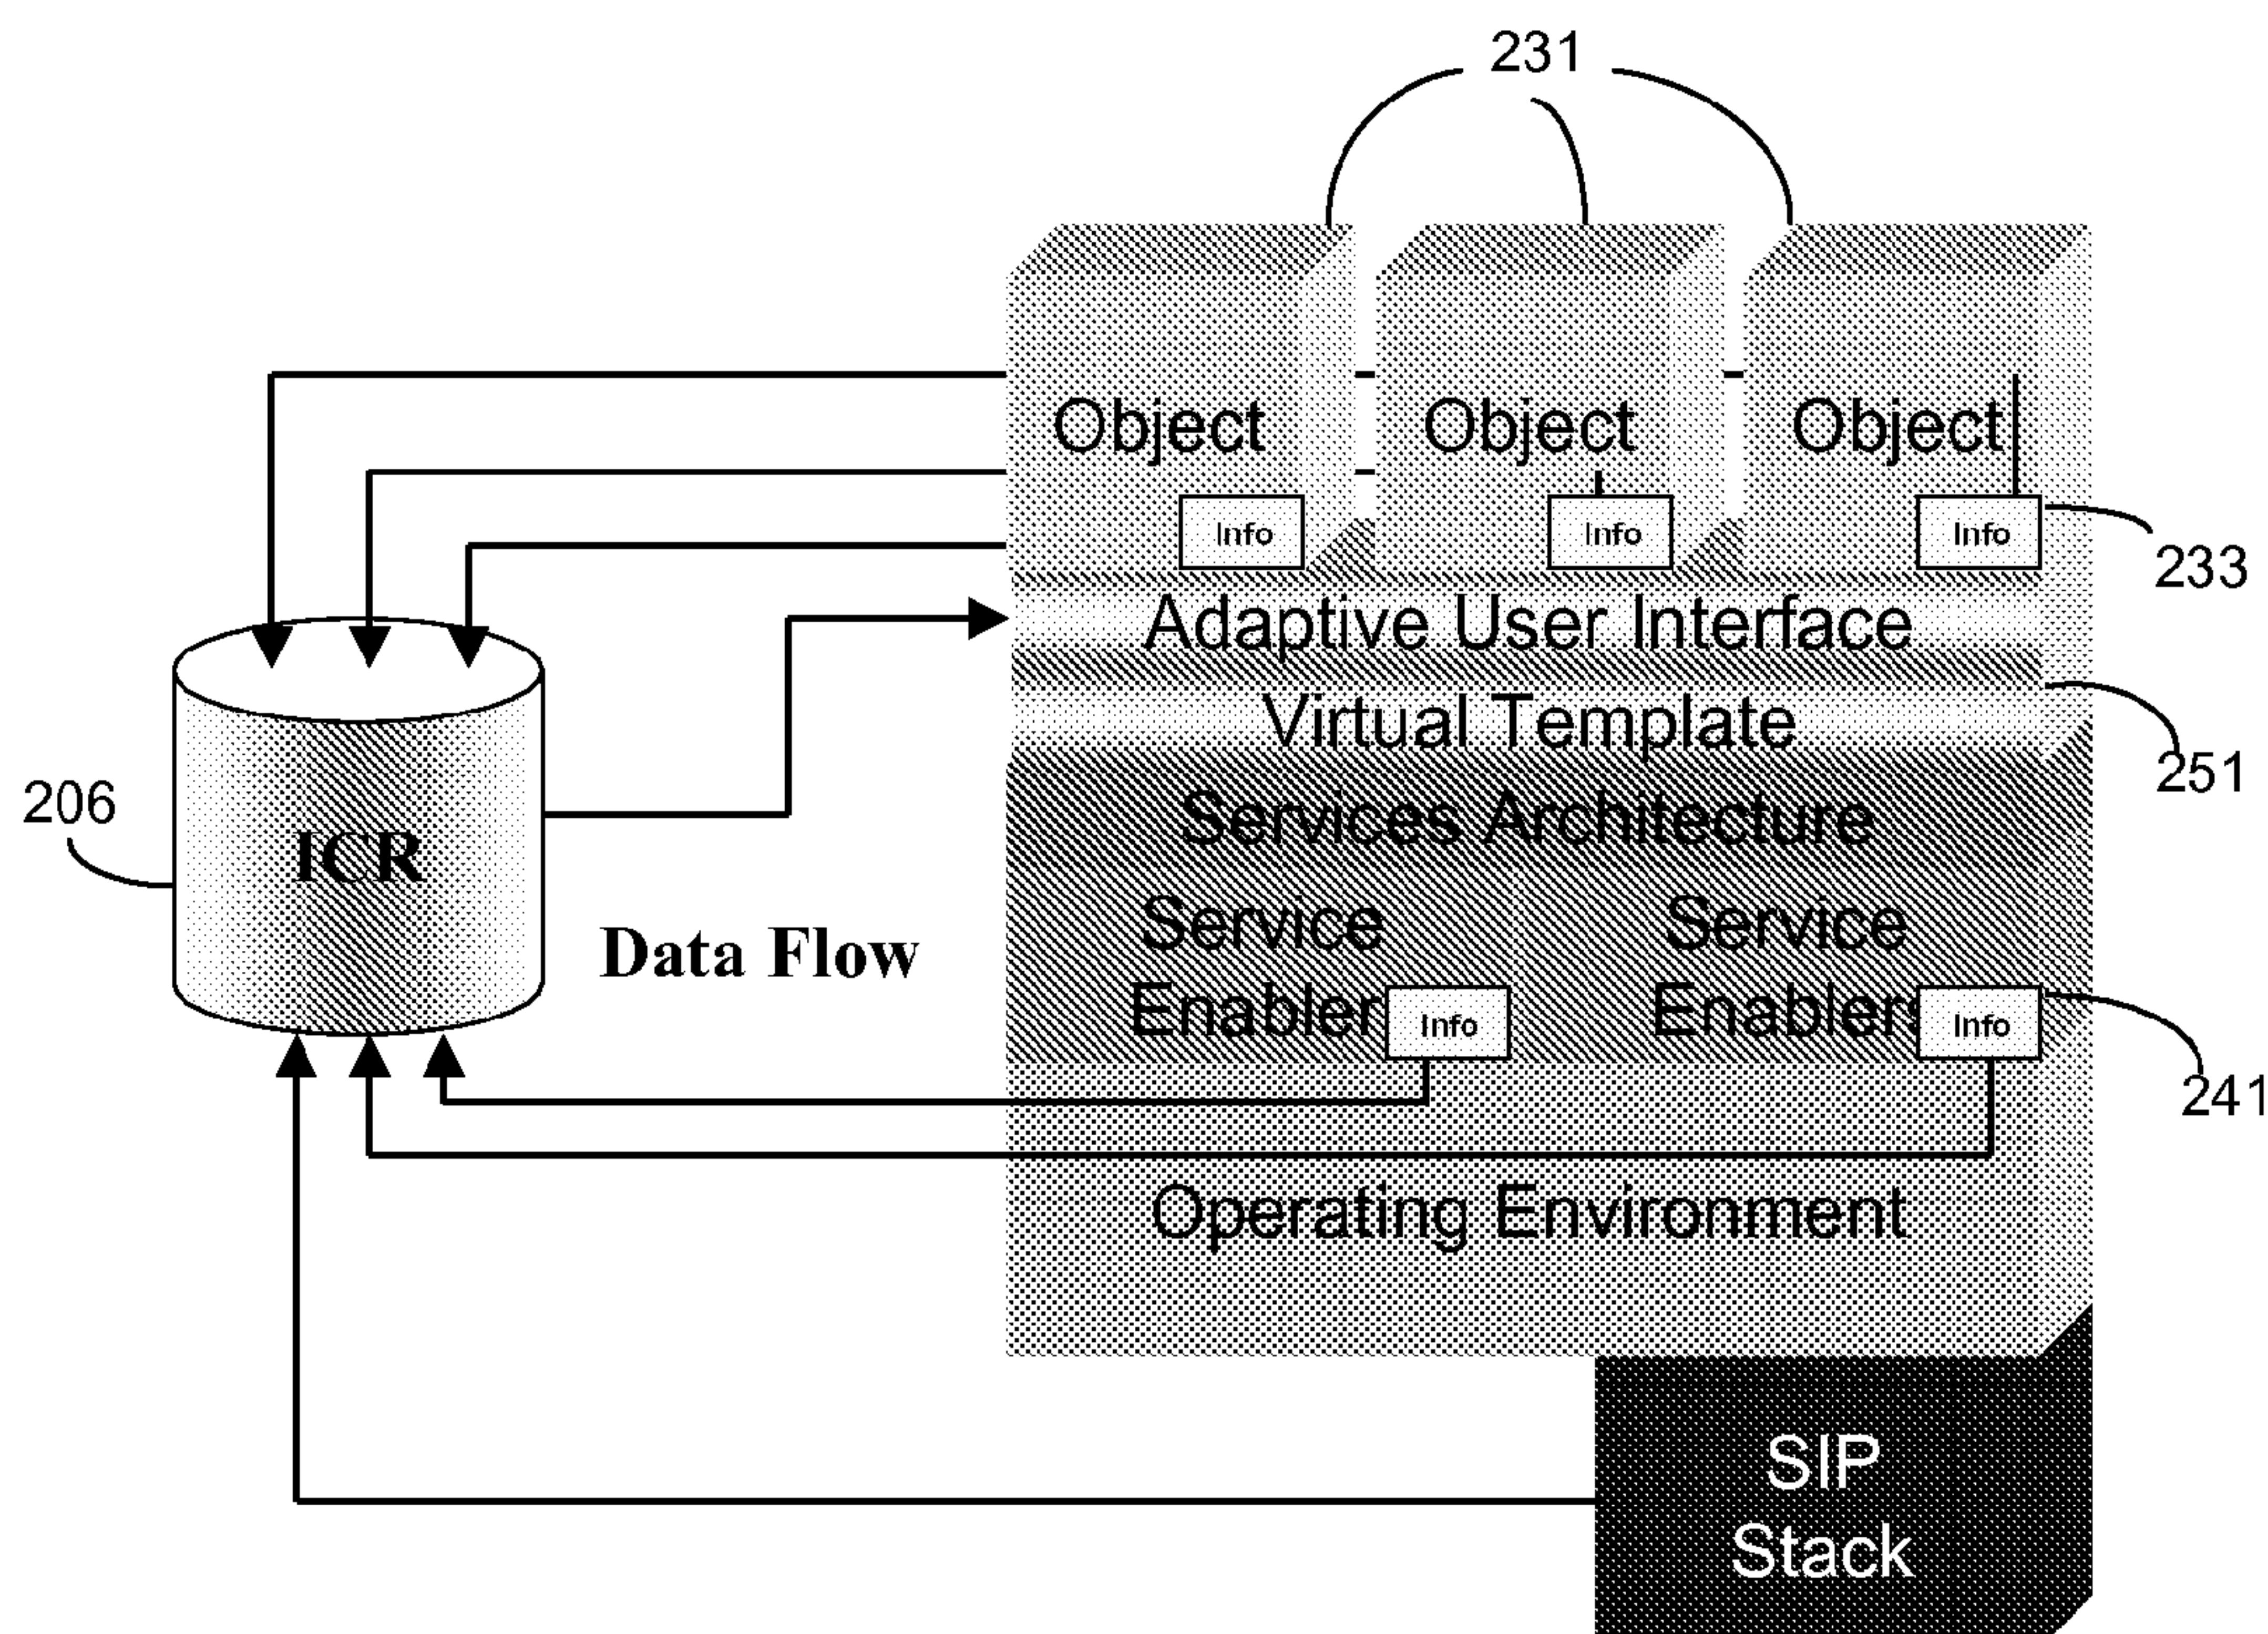 231
Object Object Object
Info Info Info
233
Adaptive User Interface
Virtual Template
251
Services Architecture
206
ICR
Data Flow
Service Service
Enabler Enablers
Info Info
241
Operating Environment
SIP
Stack